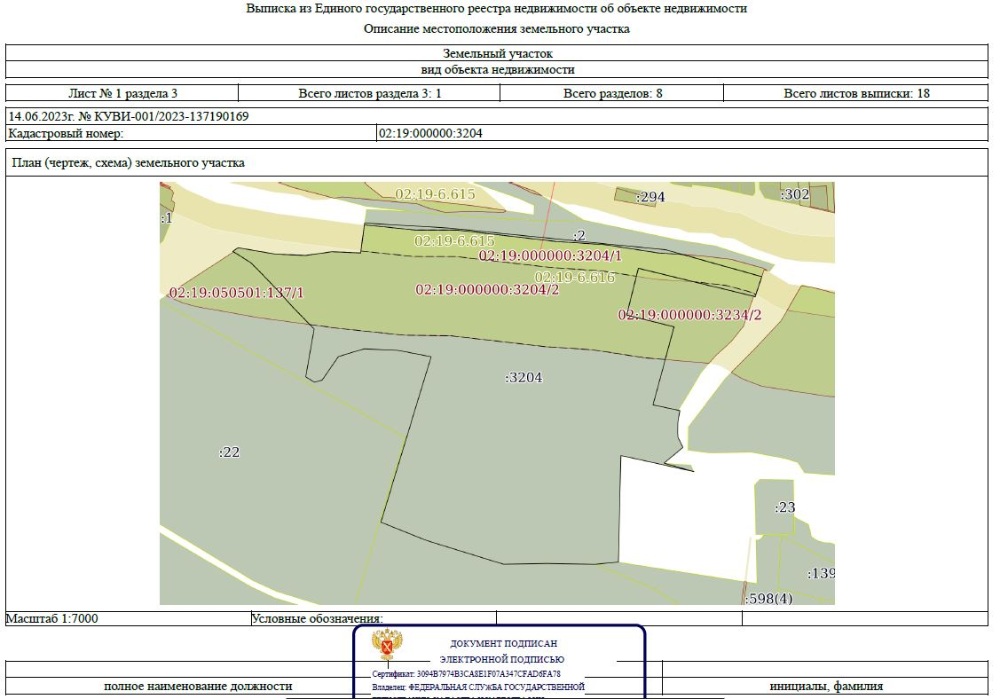 Выписка из Единого государственного реестра недвижимости об объекте недвижимости
Описание местоположения земельного участка
Земельный участок
вид объекта недвижимости
Лист № 1 раздела 3 Всего листов раздела 3: 1 Всего разделов: 8 Всего листов выписки: 18
14.06.2023г. № КУВИ-001/2023-137190169
Кадастровый номер: 02:19:000000:3204
План (чертеж, схема) земельного участка
02:19-6.615
:294
:302
:1
:2
02:19-6.615
02:19:000000:3204/1
02:19-6.616
02:19:050501:137/1
02:19:000000:3204/2
02:19:000000:3234/2
:3204
:22
:23
:139
:598(4)
Масштаб 1:7000 Условные обозначения:
ДОКУМЕНТ ПОДПИСАН
ЭЛЕКТРОННОЙ ПОДПИСЬЮ
Сертификат: 3094B7974B3CA8E1F07A347CFAD6FA78
полное наименование должности
инициалы, фамилия
Владелец: ФЕДЕРАЛЬНАЯ СЛУЖБА ГОСУДАРСТВЕННОЙ